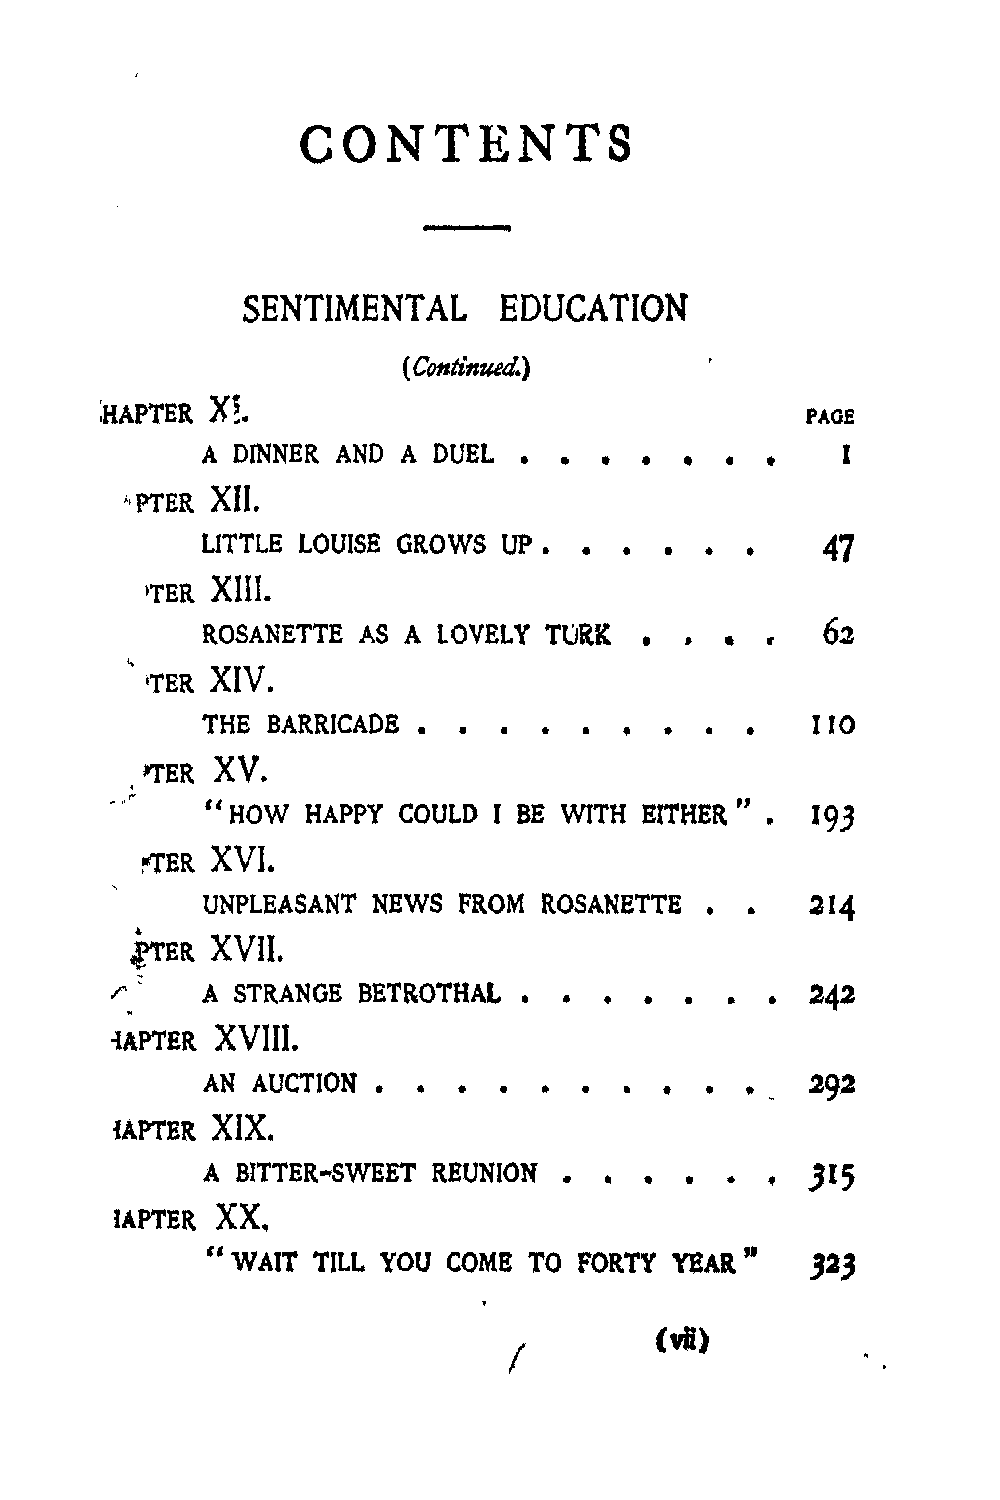 CONTENTS
SENTIMENTAL EDUCATION
(Continued.)
HAPTER XI.
PAGE
A DINNER AND A DUEL . . . . . . . 1
PTER XII.
LITTLE LOUISE GROWS UP . . . . . . 47
TER XIII.
ROSANETTE AS A LOVELY TURK . . . . 62
TER XIV.
THE BARRICADE . . . . . . . . . 110
TER XV.
"HOW HAPPY COULD I BE WITH EITHER" . 193
TER XVI.
UNPLEASANT NEWS FROM ROSANETTE . . 214
PTER XVII.
A STRANGE BETROTHAL . . . . . . . 242
HAPTER XVIII.
AN AUCTION . . . . . . . . . . 292
HAPTER XIX.
A BITTER-SWEET REUNION . . . . . . 315
HAPTER XX.
"WAIT TILL YOU COME TO FORTY YEAR" 323
(vii)